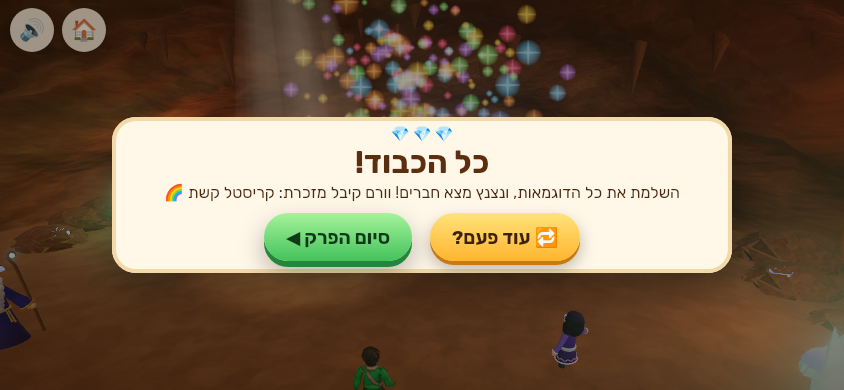 כל הכבוד!
השלמת את כל הדוגמאות, ונצנץ מצא חברים! וורם קיבל מזכרת: קריסטל קשת 🌈
🔁 עוד פעם?
סיום הפרק ◀